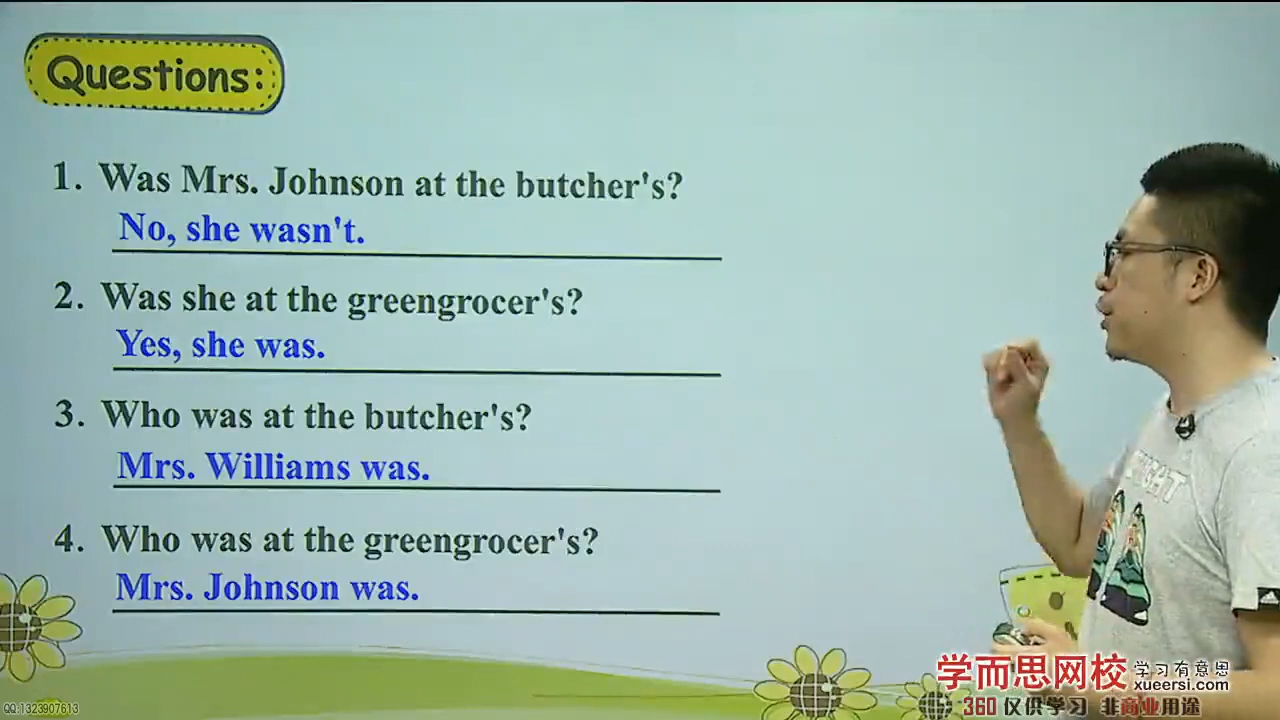 Questions:
1. Was Mrs. Johnson at the butcher's?
No, she wasn't.
2. Was she at the greengrocer's?
Yes, she was.
3. Who was at the butcher's?
Mrs. Williams was.
4. Who was at the greengrocer's?
Mrs. Johnson was.
学而思网校 学习有意思
xueersi.com
360 仅供学习 非商业用途
QQ:1323907613